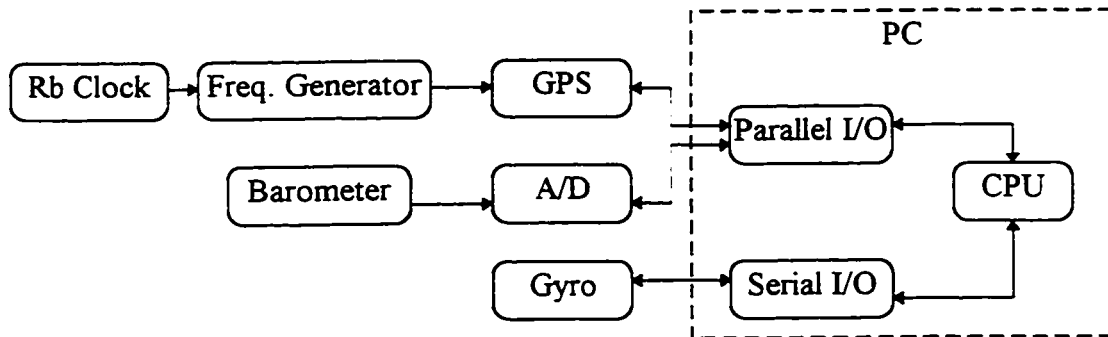 PC
Rb Clock
Freq. Generator
GPS
Parallel I/O
Barometer
A/D
CPU
Gyro
Serial I/O